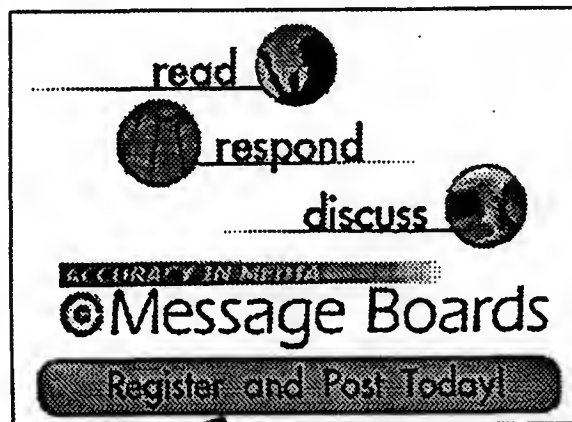 read
respond
discuss
ACCURACY IN MEDIA
Message Boards
Register and Post Today!